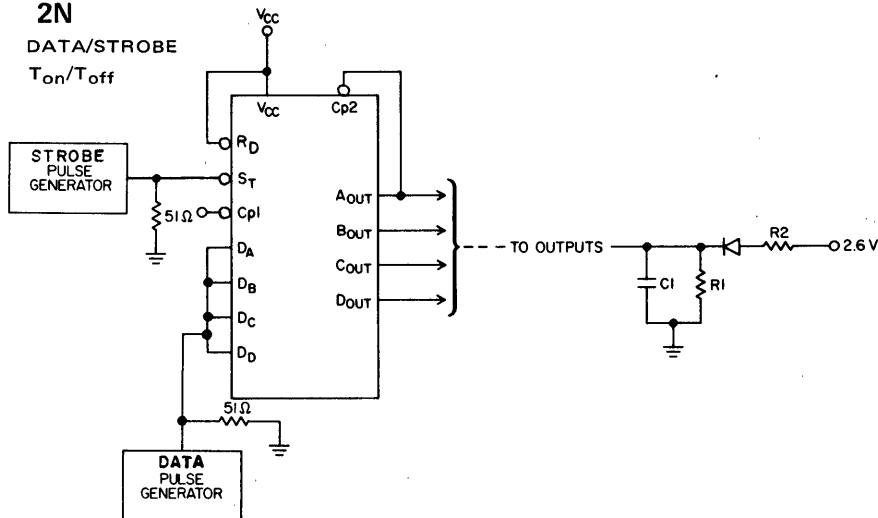 2N
DATA/STROBE
Ton/Toff
VCC
VCC
Cp2
RD
STROBE
PULSE
GENERATOR
ST
51Ω
Cp1
DA
DB
DC
DD
AOUT
BOUT
COUT
DOUT
TO OUTPUTS
C1
R1
R2
2.6 V
51Ω
DATA
PULSE
GENERATOR